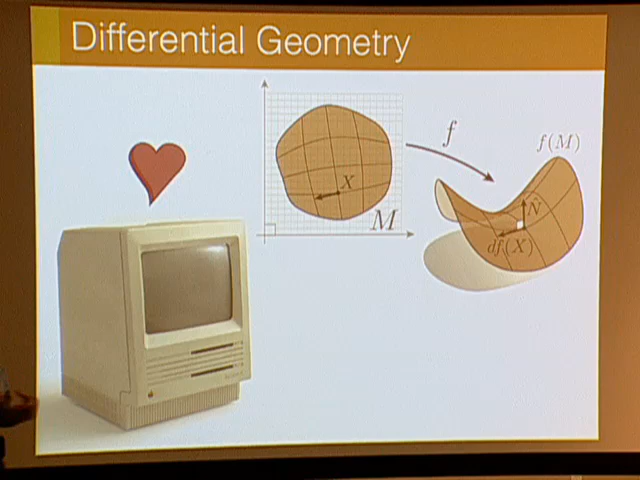 Differential Geometry
f
f(M)
X
N̂
M
df(X)